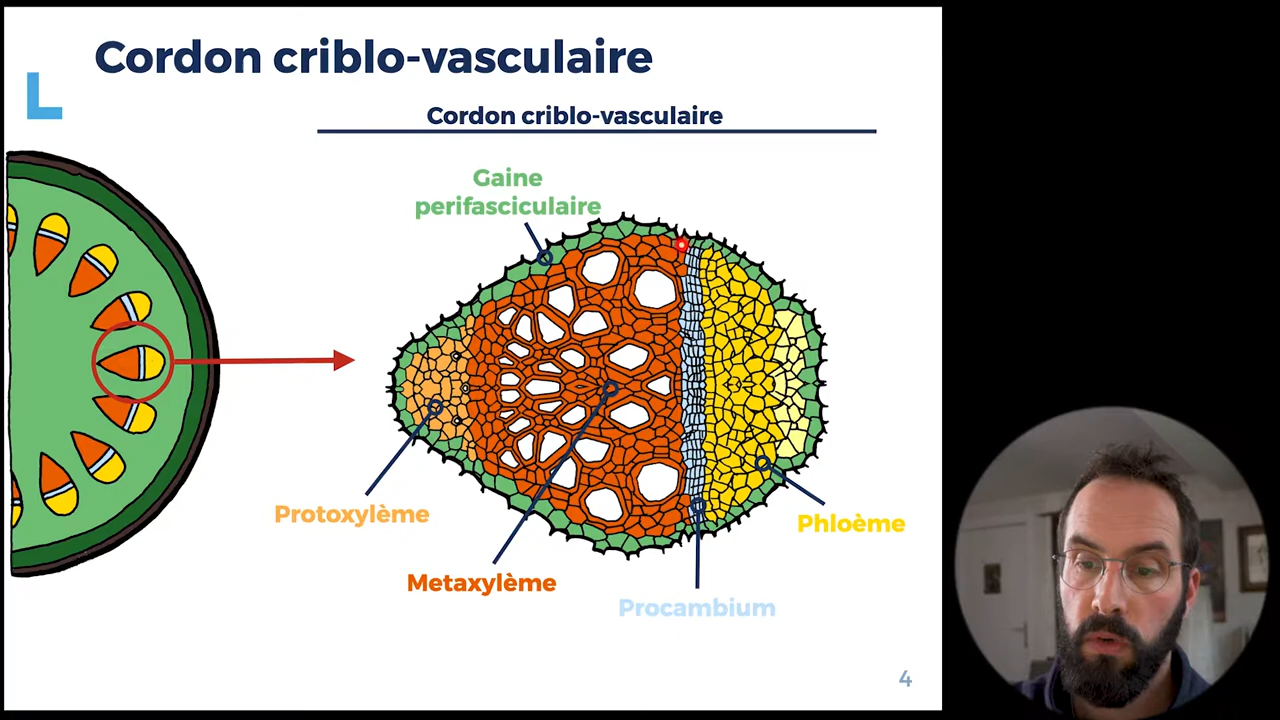 Cordon criblo-vasculaire
Cordon criblo-vasculaire
Gaine
perifasciculaire
Protoxylème
Phloème
Metaxylème
Procambium
4